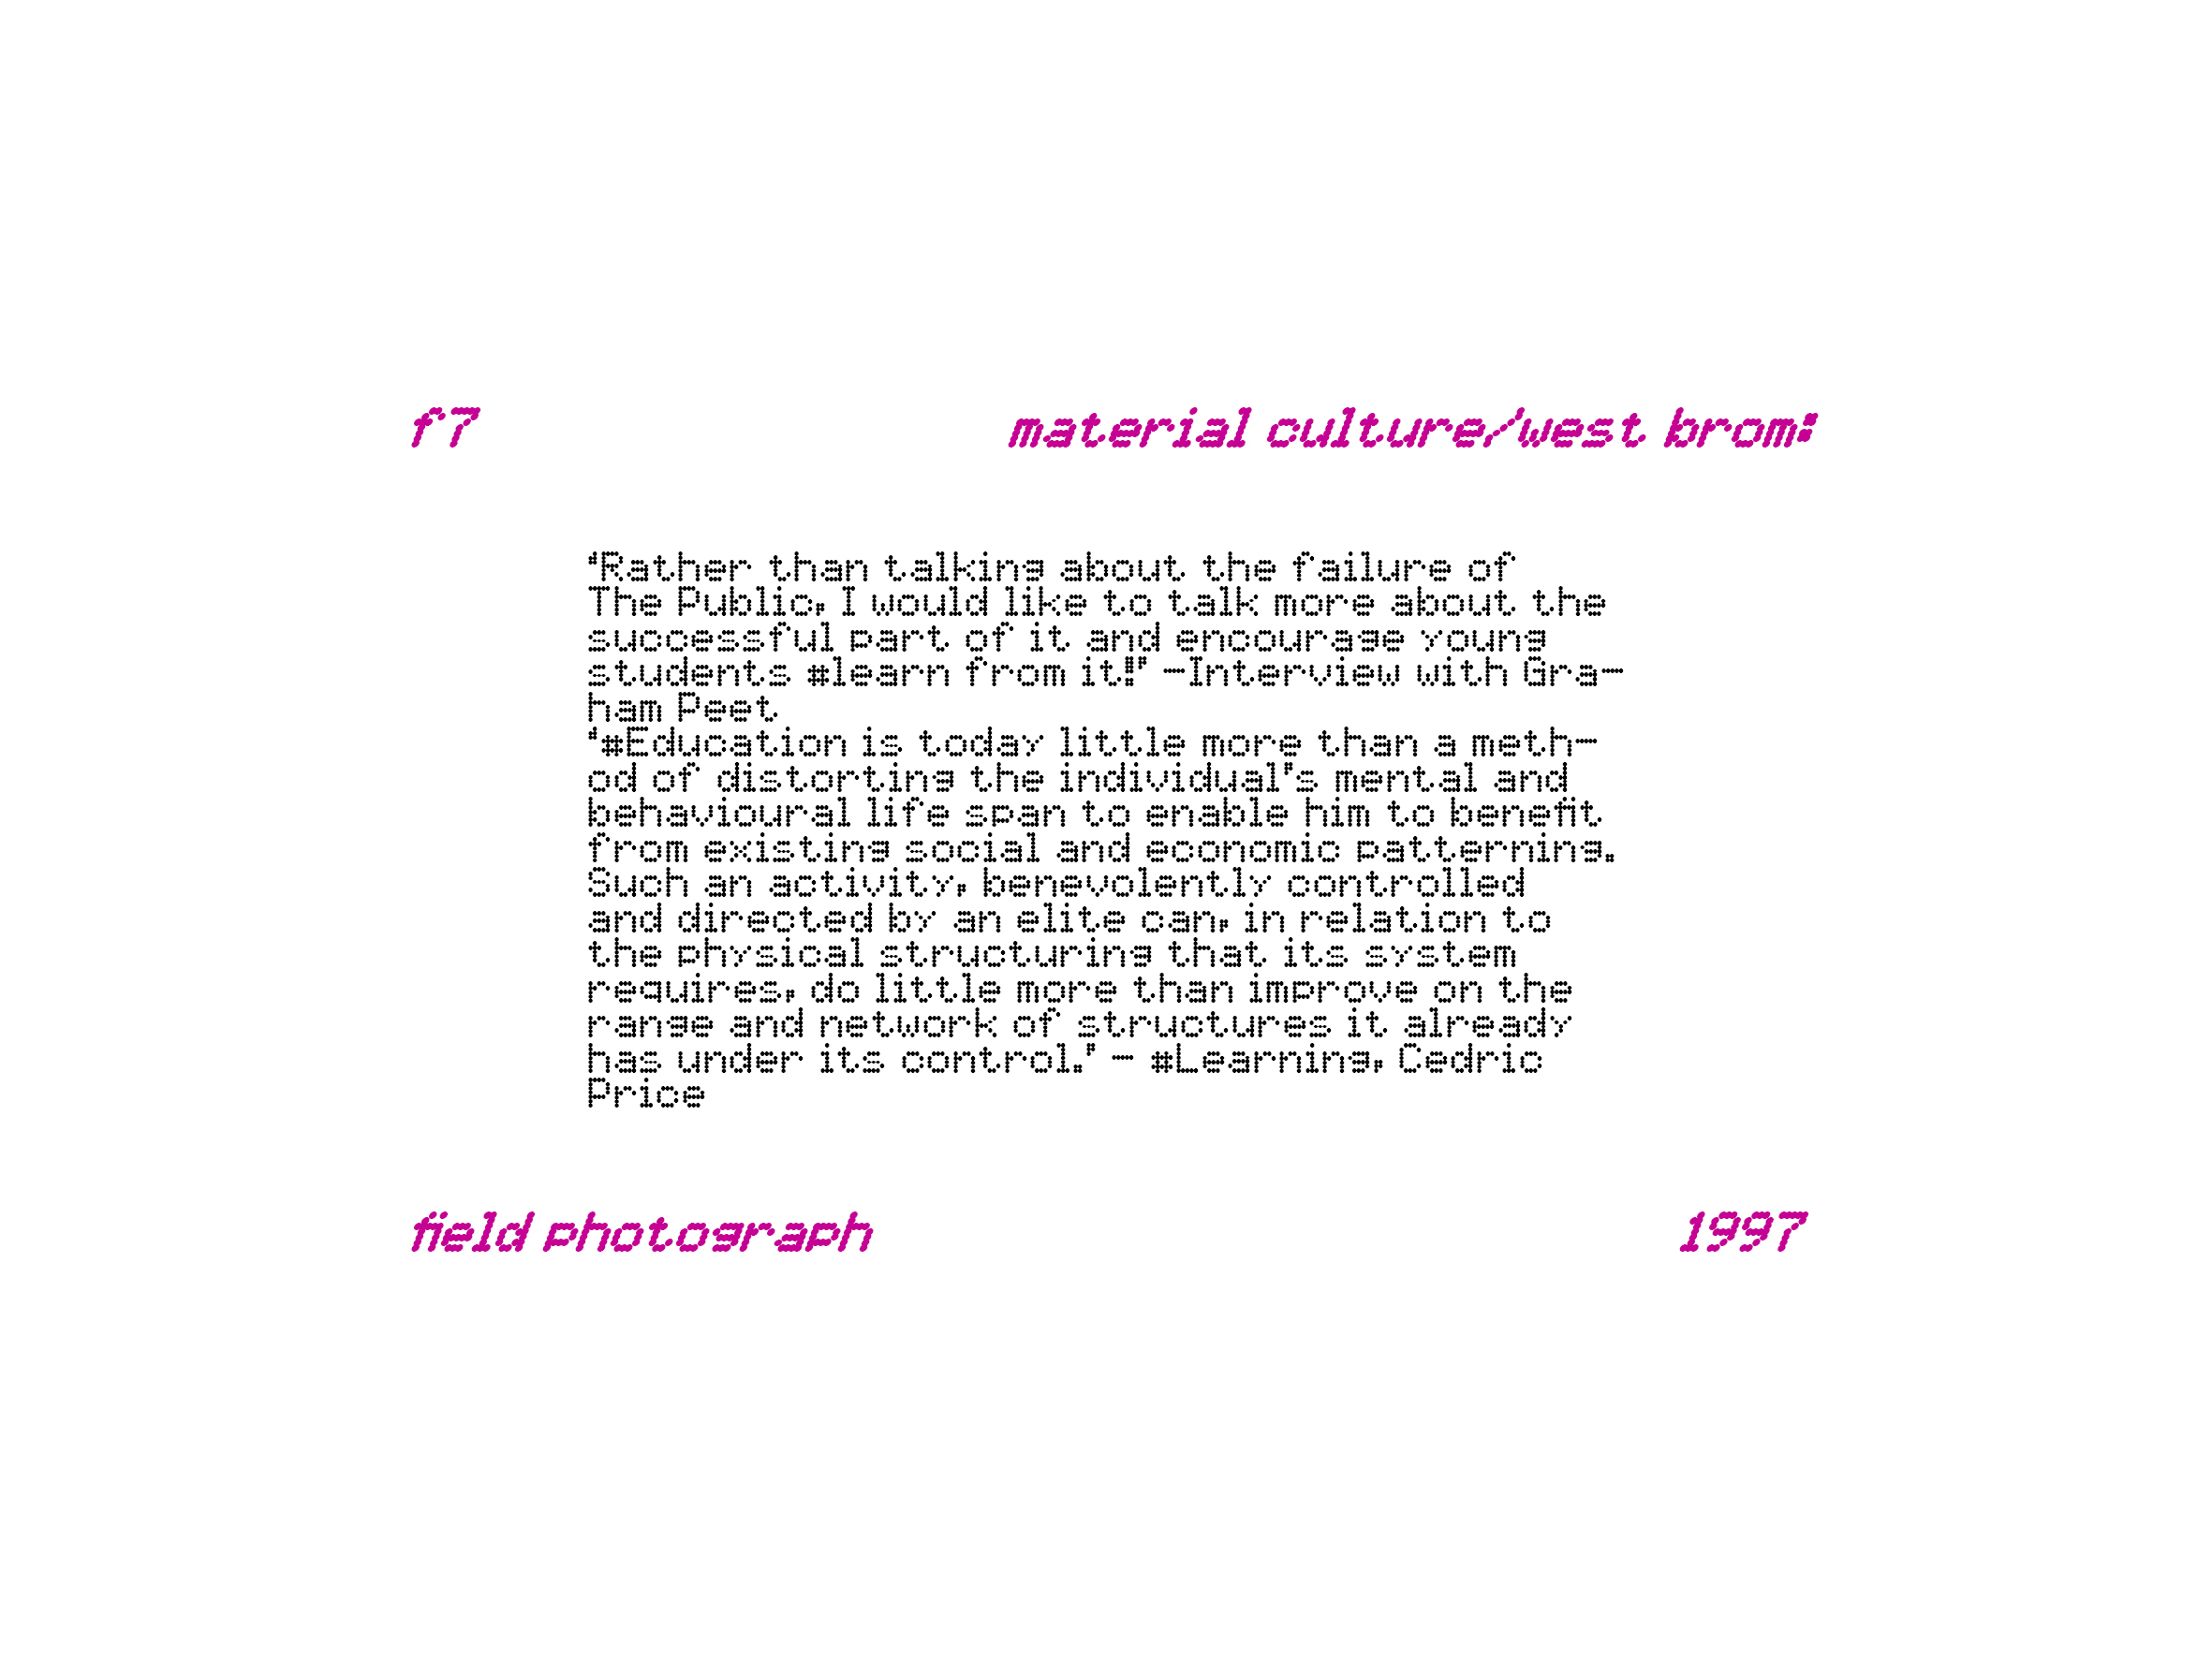 f7
material culture/west brom:
‘Rather than talking about the failure of
The Public, I would like to talk more about the
successful part of it and encourage young
students #learn from it!’ -Interview with Gra-
ham Peet
‘#Education is today little more than a meth-
od of distorting the individual’s mental and
behavioural life span to enable him to benefit
from existing social and economic patterning.
Such an activity, benevolently controlled
and directed by an elite can, in relation to
the physical structuring that its system
requires, do little more than improve on the
range and network of structures it already
has under its control.’ - #Learning, Cedric
Price
field photograph
1997